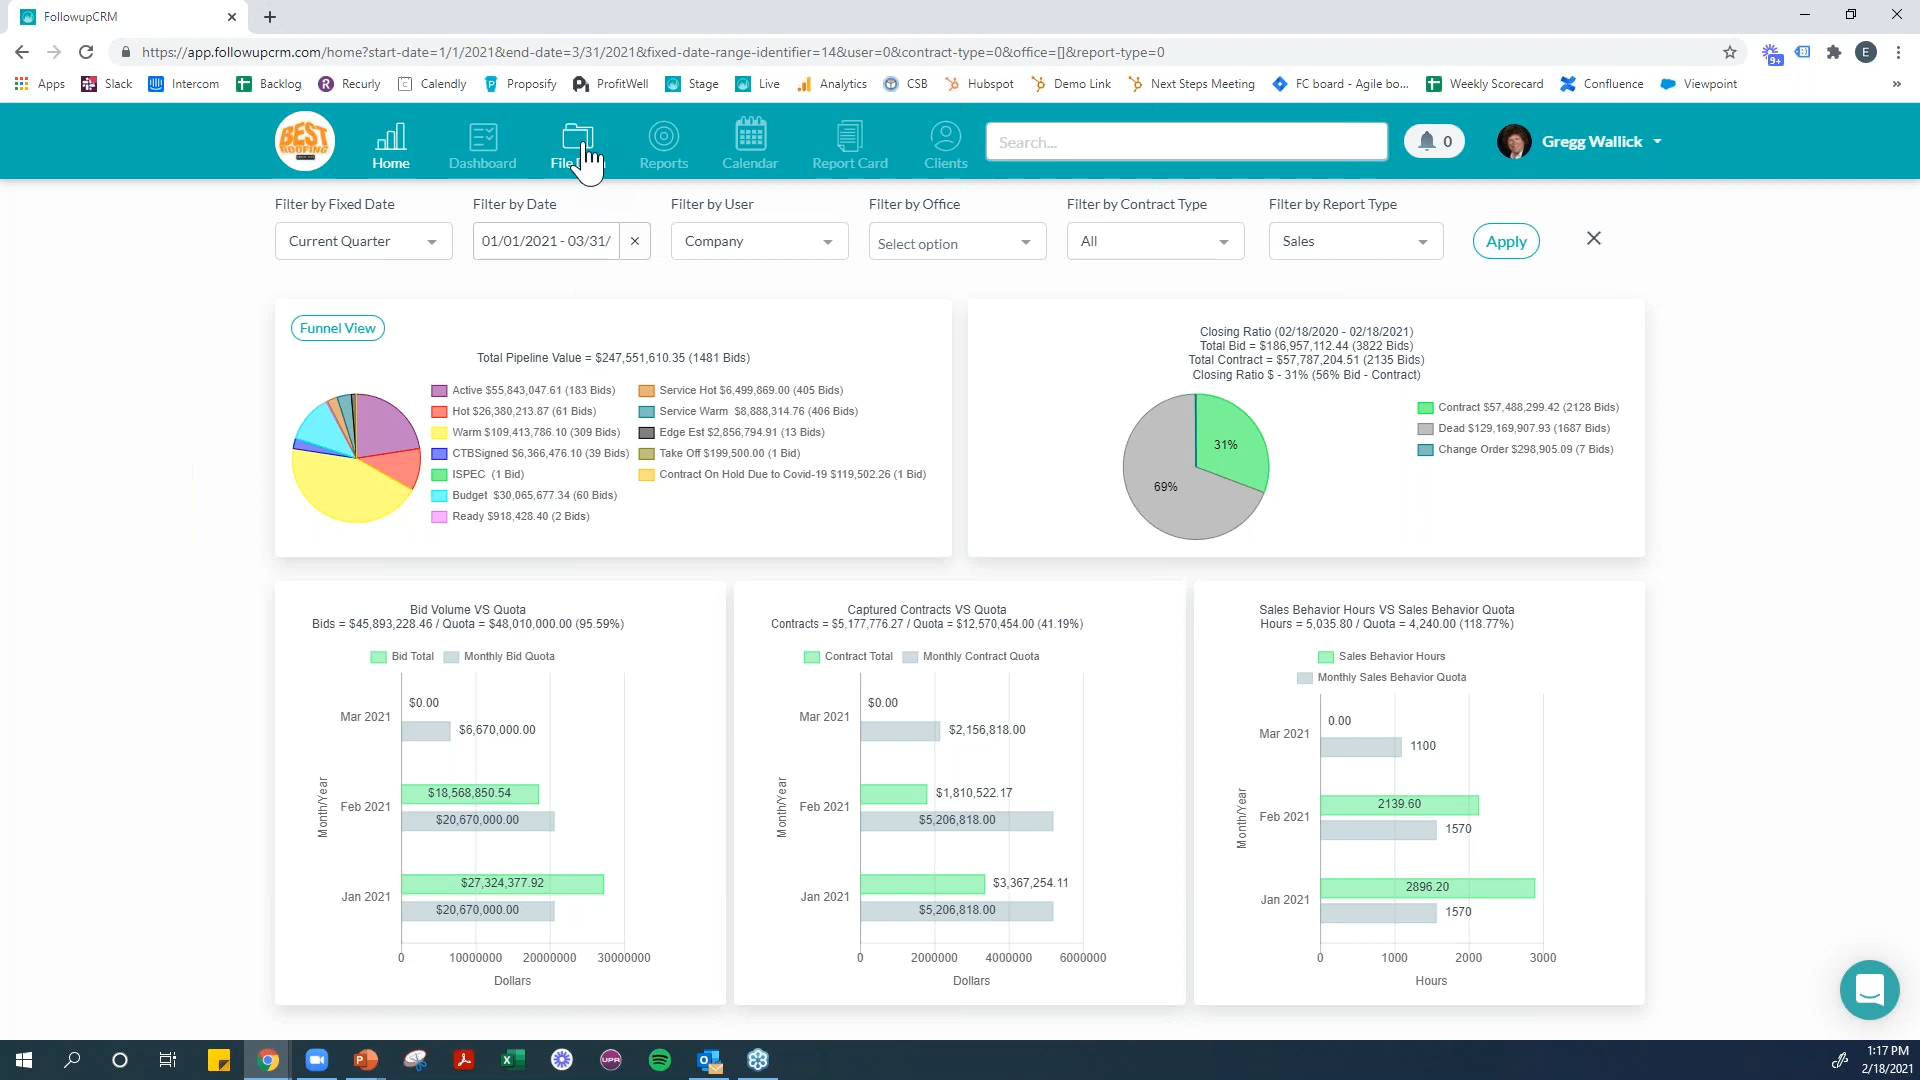 FollowupCRM
https://app.followupcrm.com/home?start-date=1/1/2021&end-date=3/31/2021&fixed-date-range-identifier=14&user=0&contract-type=0&office=[]&report-type=0
9+
E
Apps Slack Intercom Backlog Recurly Calendly Proposify ProfitWell Stage Live Analytics CSB Hubspot Demo Link Next Steps Meeting FC board - Agile bo... Weekly Scorecard Confluence Viewpoint
BEST ROOFING
Home Dashboard File Reports Calendar Report Card Clients
Search...
0
Gregg Wallick
Filter by Fixed Date Filter by Date Filter by User Filter by Office Filter by Contract Type Filter by Report Type
Current Quarter 01/01/2021 - 03/31/ Company Select option All Sales Apply
Funnel View
Total Pipeline Value = $247,551,610.35 (1481 Bids)
Active $55,843,047.61 (183 Bids)
Hot $26,380,213.87 (61 Bids)
Warm $109,413,786.10 (309 Bids)
CTBSigned $6,366,476.10 (39 Bids)
ISPEC (1 Bid)
Budget $30,065,677.34 (60 Bids)
Ready $918,428.40 (2 Bids)
Service Hot $6,499,869.00 (405 Bids)
Service Warm $8,888,314.76 (406 Bids)
Edge Est $2,856,794.91 (13 Bids)
Take Off $199,500.00 (1 Bid)
Contract On Hold Due to Covid-19 $119,502.26 (1 Bid)
Closing Ratio (02/18/2020 - 02/18/2021)
Total Bid = $186,957,112.44 (3822 Bids)
Total Contract = $57,787,204.51 (2135 Bids)
Closing Ratio $ - 31% (56% Bid - Contract)
31%
69%
Contract $57,488,299.42 (2128 Bids)
Dead $129,169,907.93 (1687 Bids)
Change Order $298,905.09 (7 Bids)
Bid Volume VS Quota
Bids = $45,893,228.46 / Quota = $48,010,000.00 (95.59%)
Bid Total Monthly Bid Quota
Month/Year
Mar 2021
$0.00
$6,670,000.00
Feb 2021
$18,568,850.54
$20,670,000.00
Jan 2021
$27,324,377.92
$20,670,000.00
0 10000000 20000000 30000000
Dollars
Captured Contracts VS Quota
Contracts = $5,177,776.27 / Quota = $12,570,454.00 (41.19%)
Contract Total Monthly Contract Quota
Month/Year
Mar 2021
$0.00
$2,156,818.00
Feb 2021
$1,810,522.17
$5,206,818.00
Jan 2021
$3,367,254.11
$5,206,818.00
0 2000000 4000000 6000000
Dollars
Sales Behavior Hours VS Sales Behavior Quota
Hours = 5,035.80 / Quota = 4,240.00 (118.77%)
Sales Behavior Hours
Monthly Sales Behavior Quota
Month/Year
Mar 2021
0.00
1100
Feb 2021
2139.60
1570
Jan 2021
2896.20
1570
0 1000 2000 3000
Hours
UPR
1:17 PM
2/18/2021